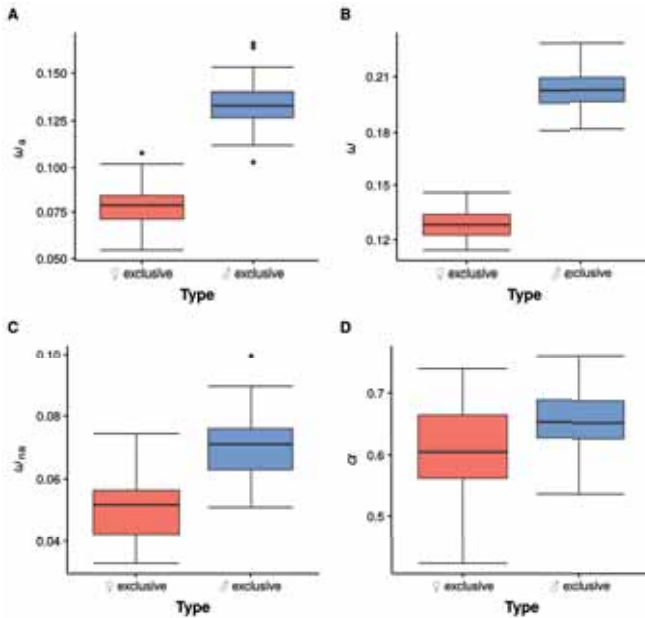 A
B
0.150
0.125
0.100
0.075
0.050
ωa
♀ exclusive
♂ exclusive
Type
0.21
0.18
0.15
0.12
ω
♀ exclusive
♂ exclusive
Type
C
D
0.10
0.08
0.06
0.04
ωna
♀ exclusive
♂ exclusive
Type
0.7
0.6
0.5
α
♀ exclusive
♂ exclusive
Type